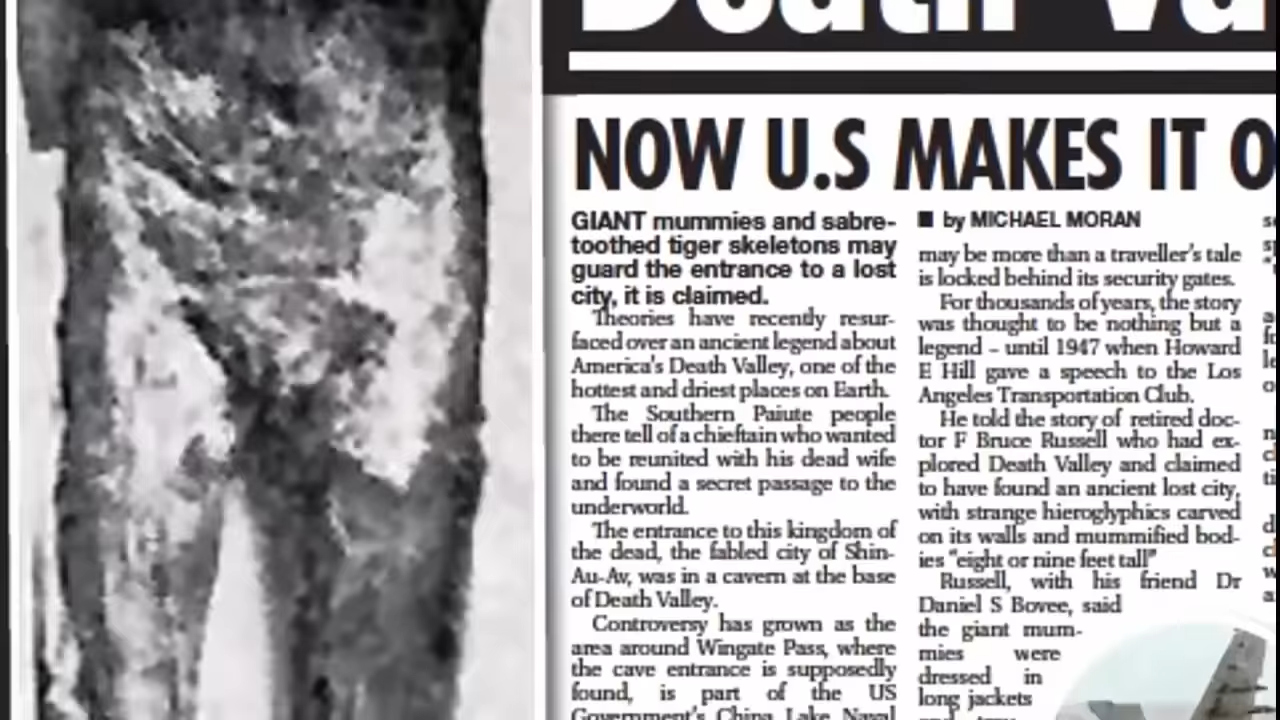 Death Va
NOW U.S MAKES IT O
GIANT mummies and sabre-
toothed tiger skeletons may
guard the entrance to a lost
city, it is claimed.
Theories have recently resur-
faced over an ancient legend about
America's Death Valley, one of the
hottest and driest places on Earth.
The Southern Paiute people
there tell of a chieftain who wanted
to be reunited with his dead wife
and found a secret passage to the
underworld.
The entrance to this kingdom of
the dead, the fabled city of Shin-
Au-Av, was in a cavern at the base
of Death Valley.
Controversy has grown as the
area around Wingate Pass, where
the cave entrance is supposedly
found, is part of the US
Government's China Lake Naval
■ by MICHAEL MORAN
may be more than a traveller's tale
is locked behind its security gates.
For thousands of years, the story
was thought to be nothing but a
legend – until 1947 when Howard
E Hill gave a speech to the Los
Angeles Transportation Club.
He told the story of retired doc-
tor F Bruce Russell who had ex-
plored Death Valley and claimed
to have found an ancient lost city,
with strange hieroglyphics carved
on its walls and mummified bod-
ies "eight or nine feet tall"
Russell, with his friend Dr
Daniel S Bovee, said
the giant mum-
mies were
dressed in
long jackets